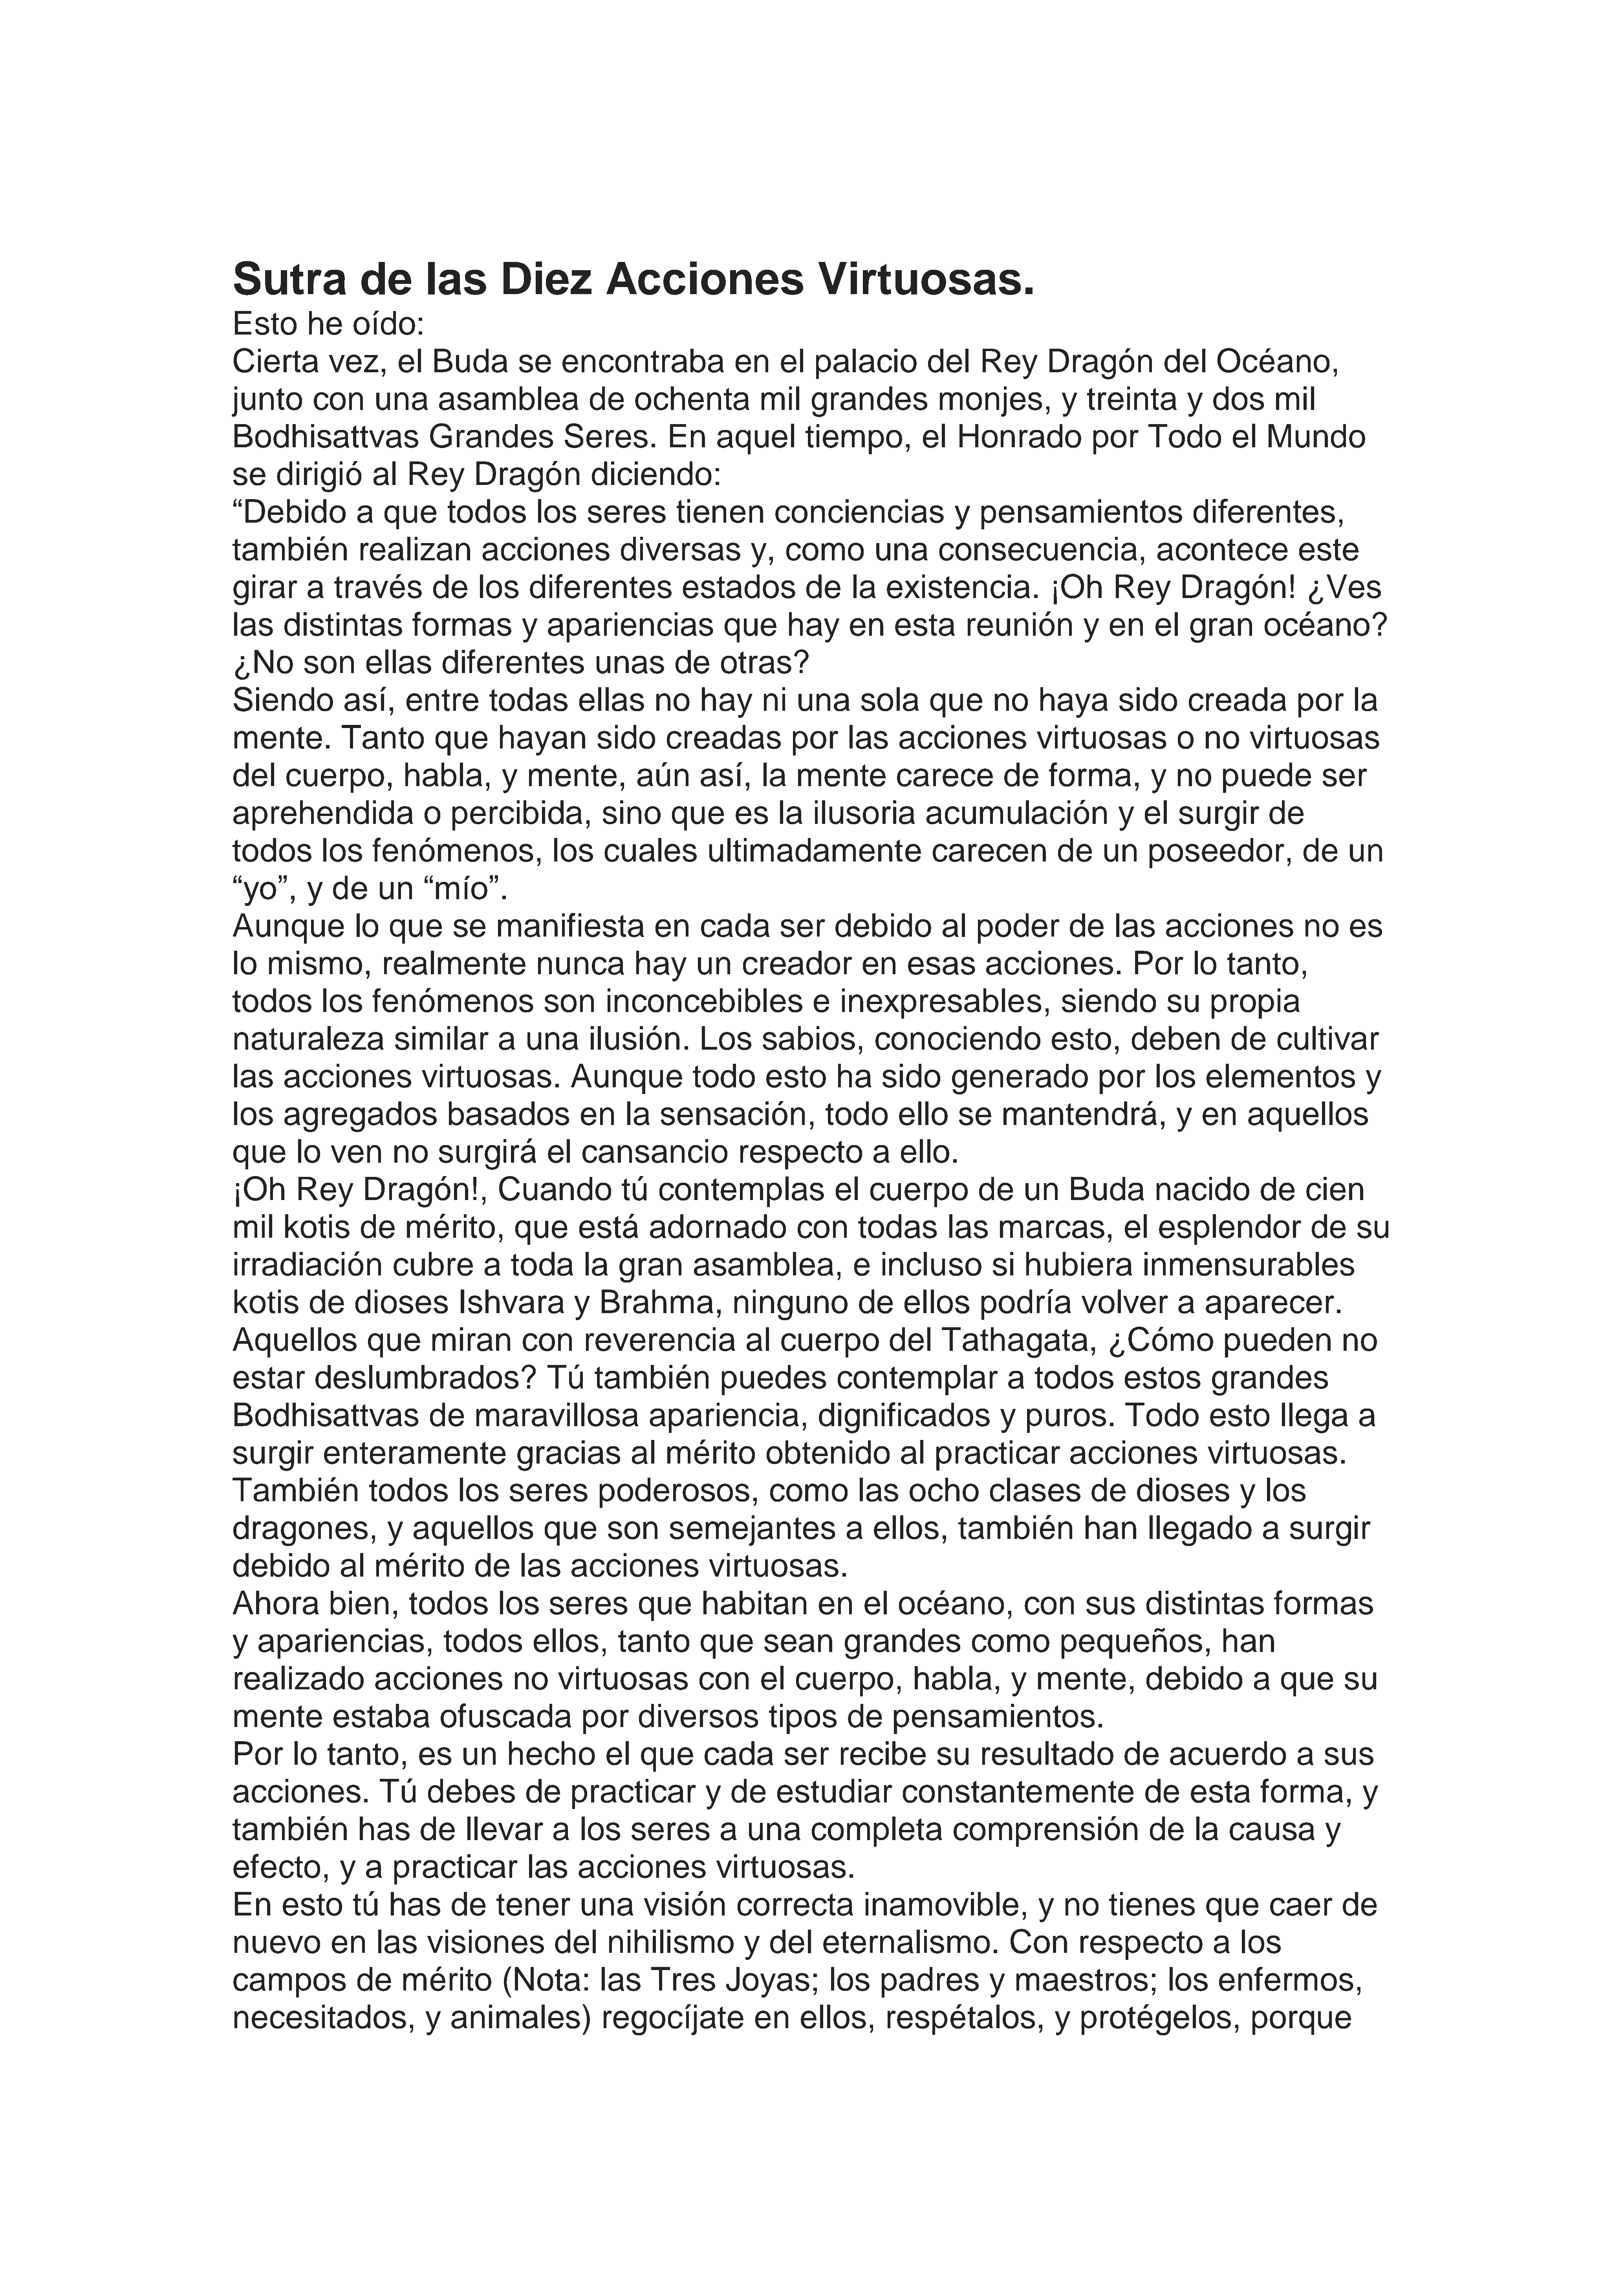 Sutra de las Diez Acciones Virtuosas.
Esto he oído:
Cierta vez, el Buda se encontraba en el palacio del Rey Dragón del Océano,
junto con una asamblea de ochenta mil grandes monjes, y treinta y dos mil
Bodhisattvas Grandes Seres. En aquel tiempo, el Honrado por Todo el Mundo
se dirigió al Rey Dragón diciendo:
“Debido a que todos los seres tienen conciencias y pensamientos diferentes,
también realizan acciones diversas y, como una consecuencia, acontece este
girar a través de los diferentes estados de la existencia. ¡Oh Rey Dragón! ¿Ves
las distintas formas y apariencias que hay en esta reunión y en el gran océano?
¿No son ellas diferentes unas de otras?
Siendo así, entre todas ellas no hay ni una sola que no haya sido creada por la
mente. Tanto que hayan sido creadas por las acciones virtuosas o no virtuosas
del cuerpo, habla, y mente, aún así, la mente carece de forma, y no puede ser
aprehendida o percibida, sino que es la ilusoria acumulación y el surgir de
todos los fenómenos, los cuales ultimadamente carecen de un poseedor, de un
“yo”, y de un “mío”.
Aunque lo que se manifiesta en cada ser debido al poder de las acciones no es
lo mismo, realmente nunca hay un creador en esas acciones. Por lo tanto,
todos los fenómenos son inconcebibles e inexpresables, siendo su propia
naturaleza similar a una ilusión. Los sabios, conociendo esto, deben de cultivar
las acciones virtuosas. Aunque todo esto ha sido generado por los elementos y
los agregados basados en la sensación, todo ello se mantendrá, y en aquellos
que lo ven no surgirá el cansancio respecto a ello.
¡Oh Rey Dragón!, Cuando tú contemplas el cuerpo de un Buda nacido de cien
mil kotis de mérito, que está adornado con todas las marcas, el esplendor de su
irradiación cubre a toda la gran asamblea, e incluso si hubiera inmensurables
kotis de dioses Ishvara y Brahma, ninguno de ellos podría volver a aparecer.
Aquellos que miran con reverencia al cuerpo del Tathagata, ¿Cómo pueden no
estar deslumbrados? Tú también puedes contemplar a todos estos grandes
Bodhisattvas de maravillosa apariencia, dignificados y puros. Todo esto llega a
surgir enteramente gracias al mérito obtenido al practicar acciones virtuosas.
También todos los seres poderosos, como las ocho clases de dioses y los
dragones, y aquellos que son semejantes a ellos, también han llegado a surgir
debido al mérito de las acciones virtuosas.
Ahora bien, todos los seres que habitan en el océano, con sus distintas formas
y apariencias, todos ellos, tanto que sean grandes como pequeños, han
realizado acciones no virtuosas con el cuerpo, habla, y mente, debido a que su
mente estaba ofuscada por diversos tipos de pensamientos.
Por lo tanto, es un hecho el que cada ser recibe su resultado de acuerdo a sus
acciones. Tú debes de practicar y de estudiar constantemente de esta forma, y
también has de llevar a los seres a una completa comprensión de la causa y
efecto, y a practicar las acciones virtuosas.
En esto tú has de tener una visión correcta inamovible, y no tienes que caer de
nuevo en las visiones del nihilismo y del eternalismo. Con respecto a los
campos de mérito (Nota: las Tres Joyas; los padres y maestros; los enfermos,
necesitados, y animales) regocíjate en ellos, respétalos, y protégelos, porque